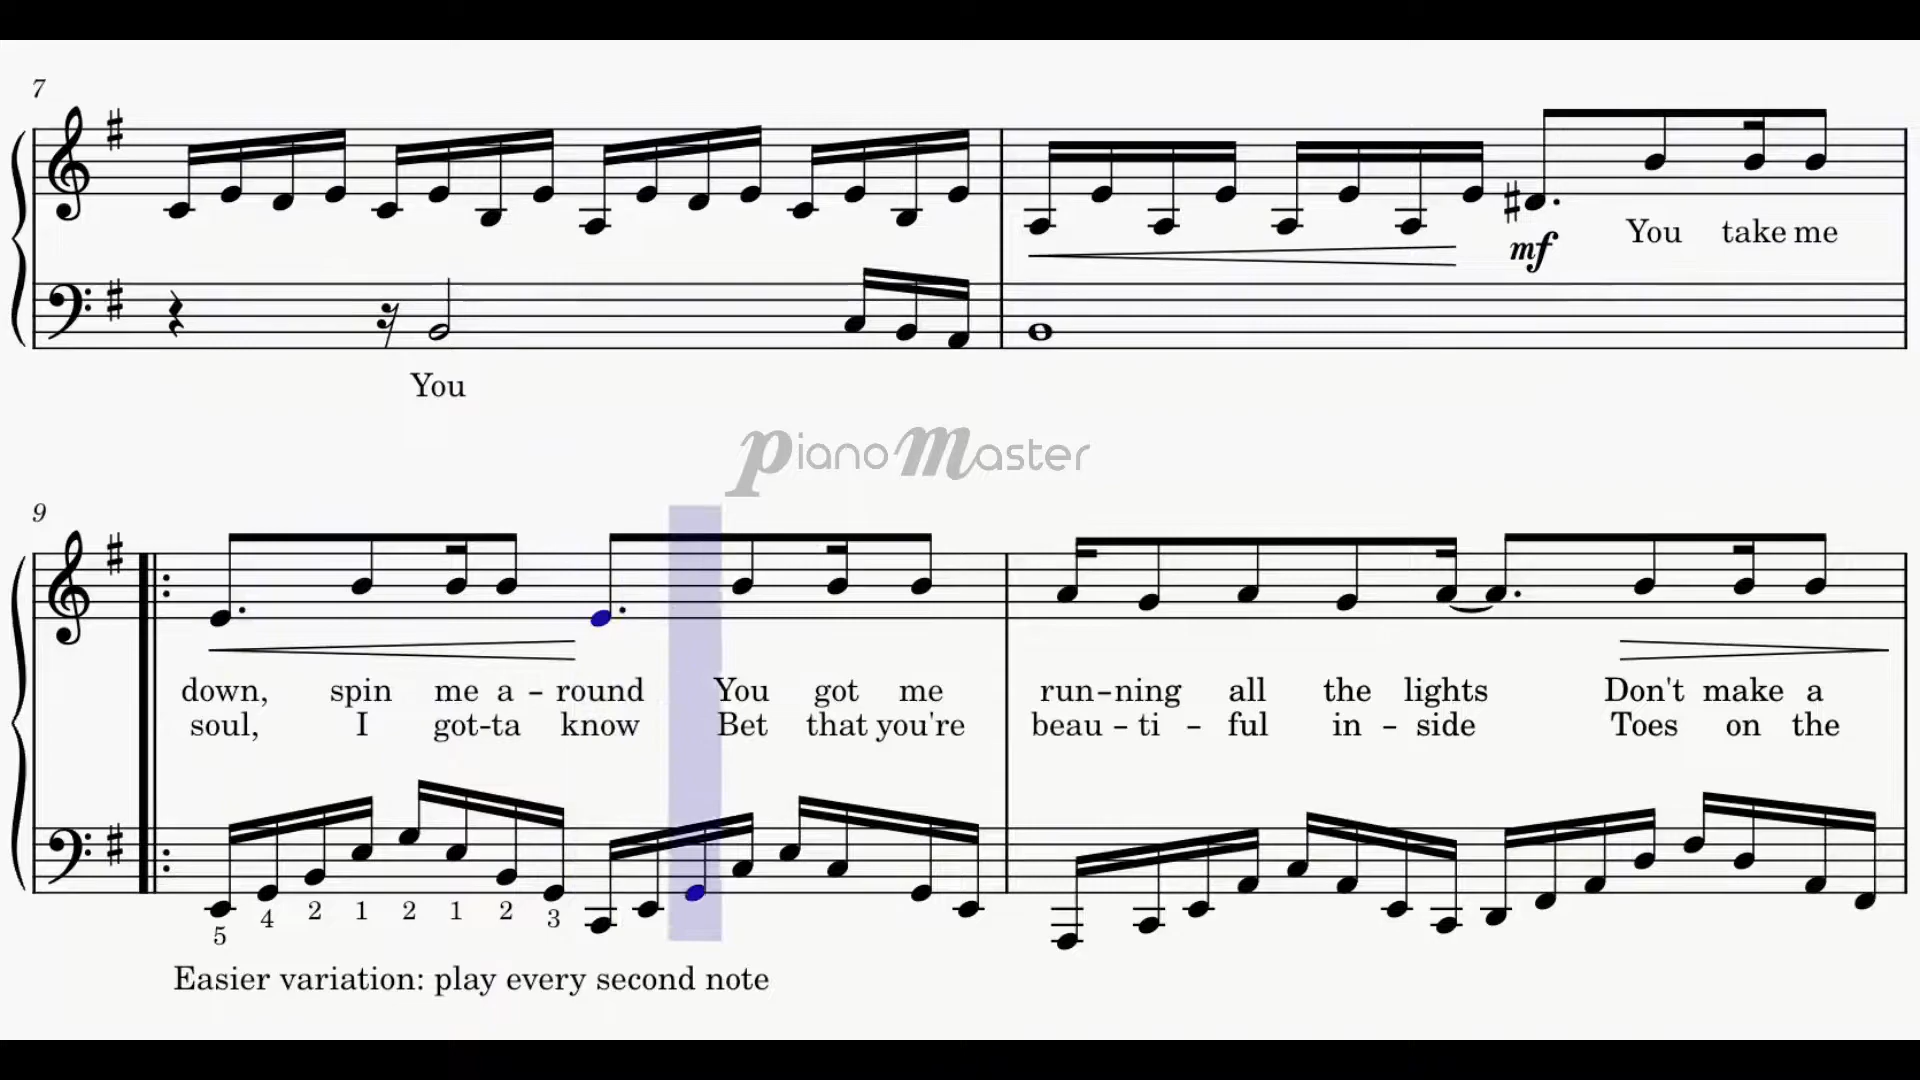 7
mf
You take me
You
piano master
9
down, spin me a - round You got me run - ning all the lights Don't make a
soul, I got - ta know Bet that you're beau - ti - ful in - side Toes on the
5 4 2 1 2 1 2 3
Easier variation: play every second note